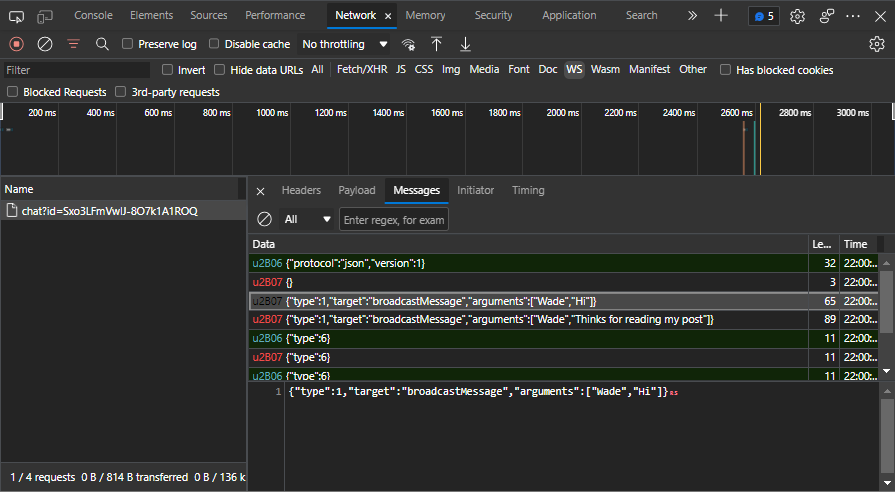 Console Elements Sources Performance Network Memory Security Application Search 5
Preserve log Disable cache No throttling
Filter Invert Hide data URLs All Fetch/XHR JS CSS Img Media Font Doc WS Wasm Manifest Other Has blocked cookies
Blocked Requests 3rd-party requests
200 ms 400 ms 600 ms 800 ms 1000 ms 1200 ms 1400 ms 1600 ms 1800 ms 2000 ms 2200 ms 2400 ms 2600 ms 2800 ms 3000 ms
Name
chat?id=Sxo3LFmVwIJ-8O7k1A1ROQ
Headers Payload Messages Initiator Timing
All Enter regex, for exam
Data Le... Time
u2B06 {"protocol":"json","version":1} 32 22:00:..
u2B07 {} 3 22:00:..
u2B07 {"type":1,"target":"broadcastMessage","arguments":["Wade","Hi"]} 65 22:00:..
u2B07 {"type":1,"target":"broadcastMessage","arguments":["Wade","Thinks for reading my post"]} 89 22:00:..
u2B06 {"type":6} 11 22:00:..
u2B07 {"type":6} 11 22:00:..
u2B06 {"type":6} 11 22:00:..
1 {"type":1,"target":"broadcastMessage","arguments":["Wade","Hi"]}RS
1 / 4 requests 0 B / 814 B transferred 0 B / 136 k